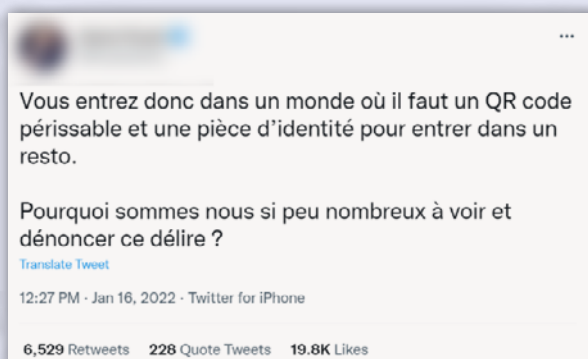 Vous entrez donc dans un monde où il faut un QR code
périssable et une pièce d'identité pour entrer dans un
resto.
Pourquoi sommes nous si peu nombreux à voir et
dénoncer ce délire ?
Translate Tweet
12:27 PM · Jan 16, 2022 · Twitter for iPhone
6,529 Retweets 228 Quote Tweets 19.8K Likes